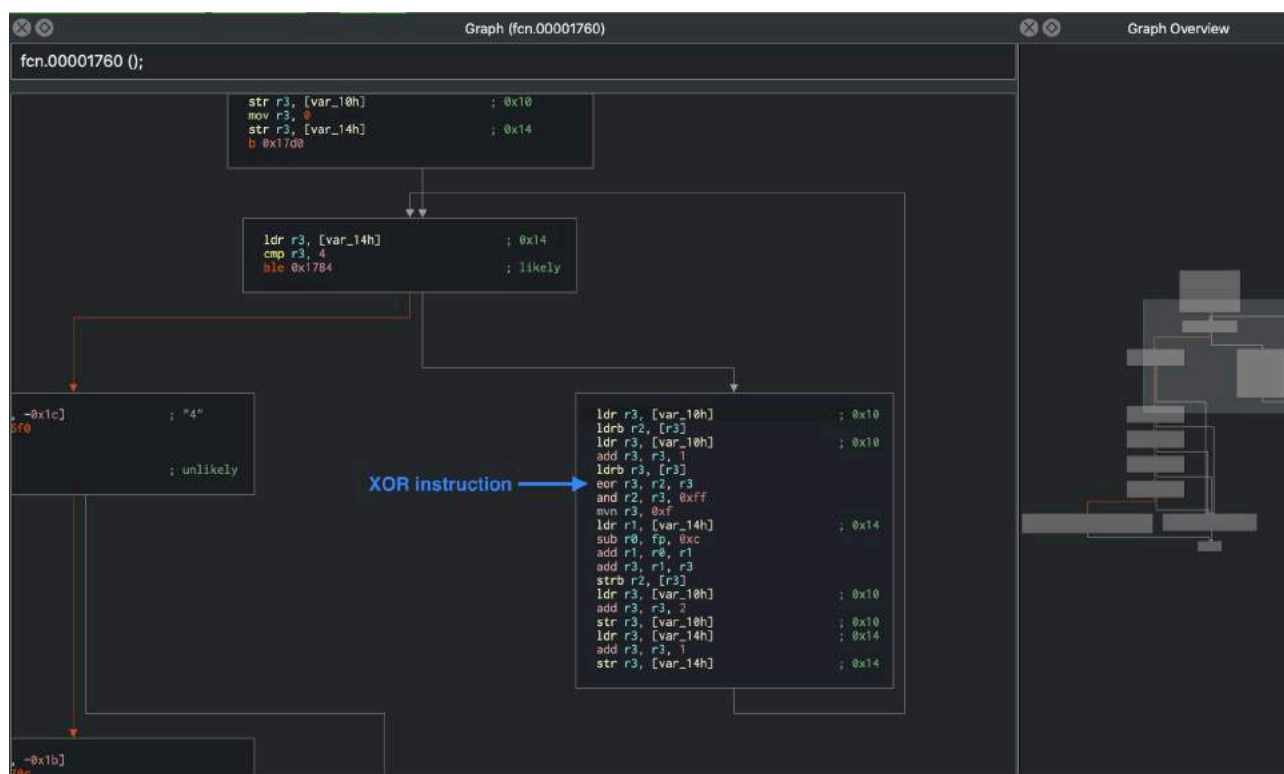 Graph (fcn.00001760)
Graph Overview
fcn.00001760 ();
str r3, [var_10h] ; 0x10
mov r3, 0
str r3, [var_14h] ; 0x14
b 0x17d0
ldr r3, [var_14h] ; 0x14
cmp r3, 4
ble 0x1784 ; likely
, -0x1c] ; "4"
; unlikely
XOR instruction
ldr r3, [var_10h] ; 0x10
ldrb r2, [r3]
ldr r3, [var_10h] ; 0x10
add r3, r3, 1
ldrb r3, [r3]
eor r3, r2, r3
and r2, r3, 0xff
mvn r3, 0xf
ldr r1, [var_14h] ; 0x14
sub r0, fp, 0xc
add r1, r0, r1
add r3, r1, r3
strb r2, [r3]
ldr r3, [var_10h] ; 0x10
add r3, r3, 2
str r3, [var_10h] ; 0x10
ldr r3, [var_14h] ; 0x14
add r3, r3, 1
str r3, [var_14h] ; 0x14
, -0x1b]